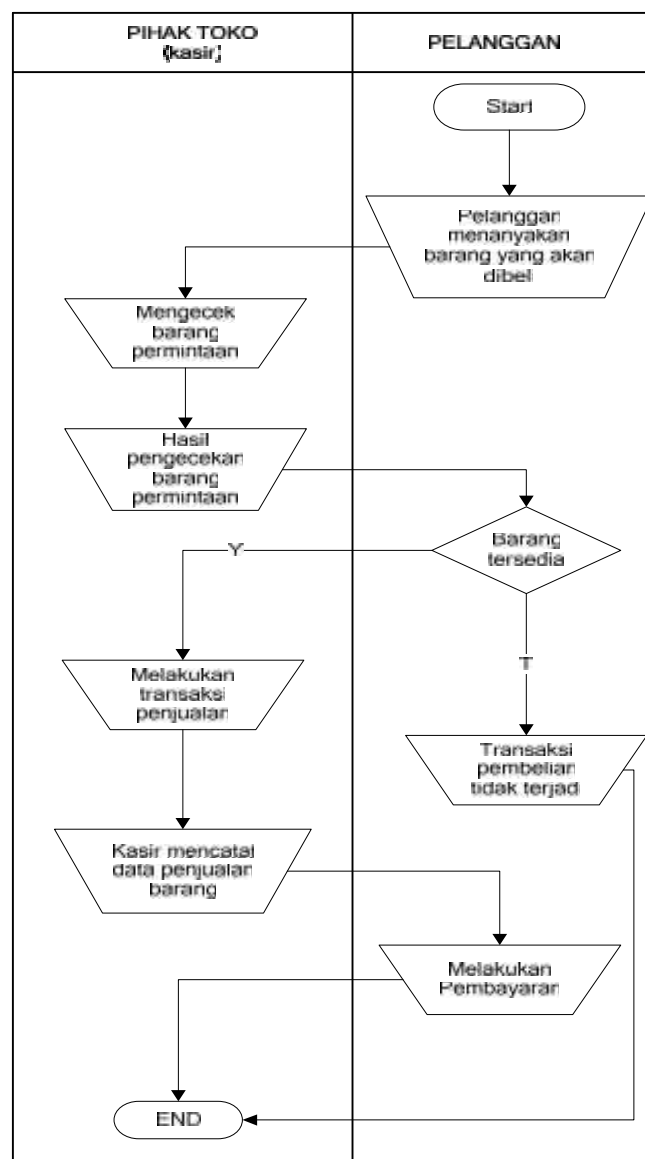 PIHAK TOKO
(kasir)
PELANGGAN
Start
Pelanggan
menanyakan
barang yang akan
dibeli
Mengecek
barang
permintaan
Hasil
pengecekan
barang
permintaan
Barang
tersedia
Y
T
Melakukan
transaksi
penjualan
Transaksi
pembelian
tidak terjadi
Kasir mencatat
data penjualan
barang
Melakukan
Pembayaran
END